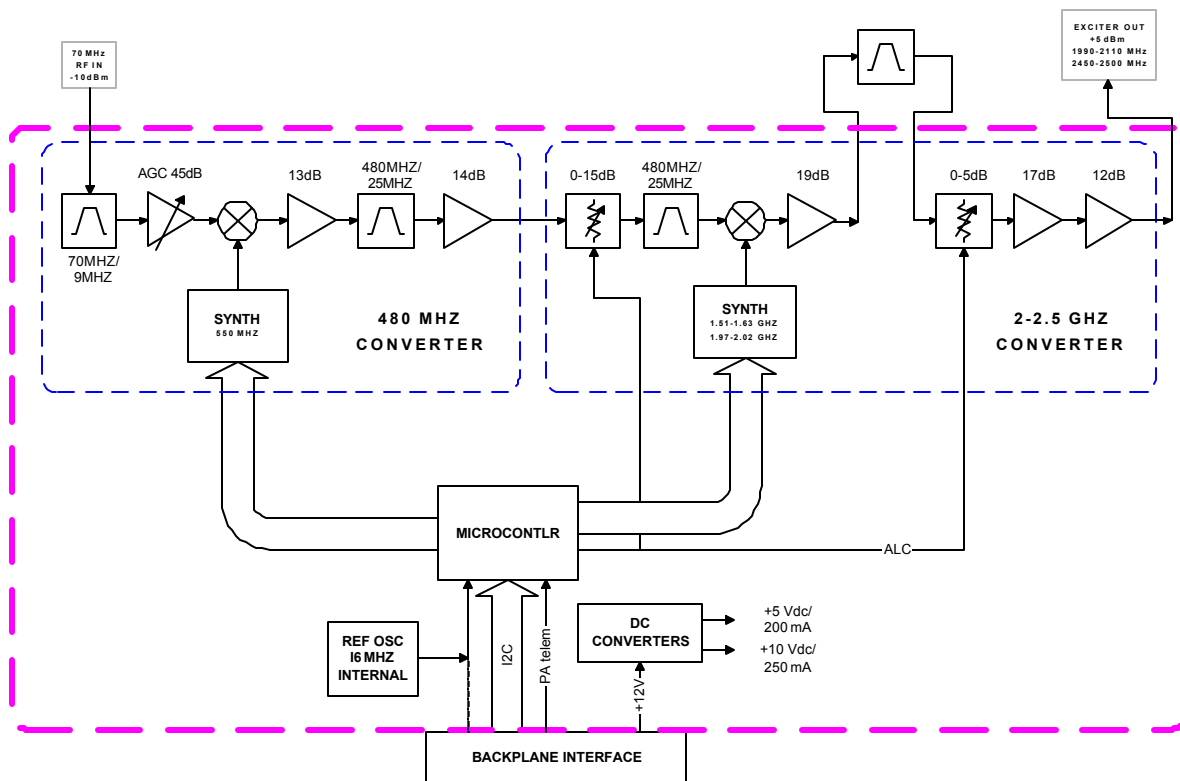 70 MHz
RF IN
-10dBm
EXCITER OUT
+5 dBm
1990-2110 MHz
2450-2500 MHz
AGC 45dB
13dB
480MHZ/
25MHZ
14dB
0-15dB
480MHZ/
25MHZ
19dB
0-5dB
17dB
12dB
70MHZ/
9MHZ
SYNTH
550 MHZ
480 MHZ
CONVERTER
SYNTH
1.51-1.63 GHZ
1.97-2.02 GHZ
2-2.5 GHZ
CONVERTER
MICROCONTLR
ALC
REF OSC
I6 MHZ
INTERNAL
I2C
PA telem
DC
CONVERTERS
+5 Vdc/
200 mA
+10 Vdc/
250 mA
+12V
BACKPLANE INTERFACE